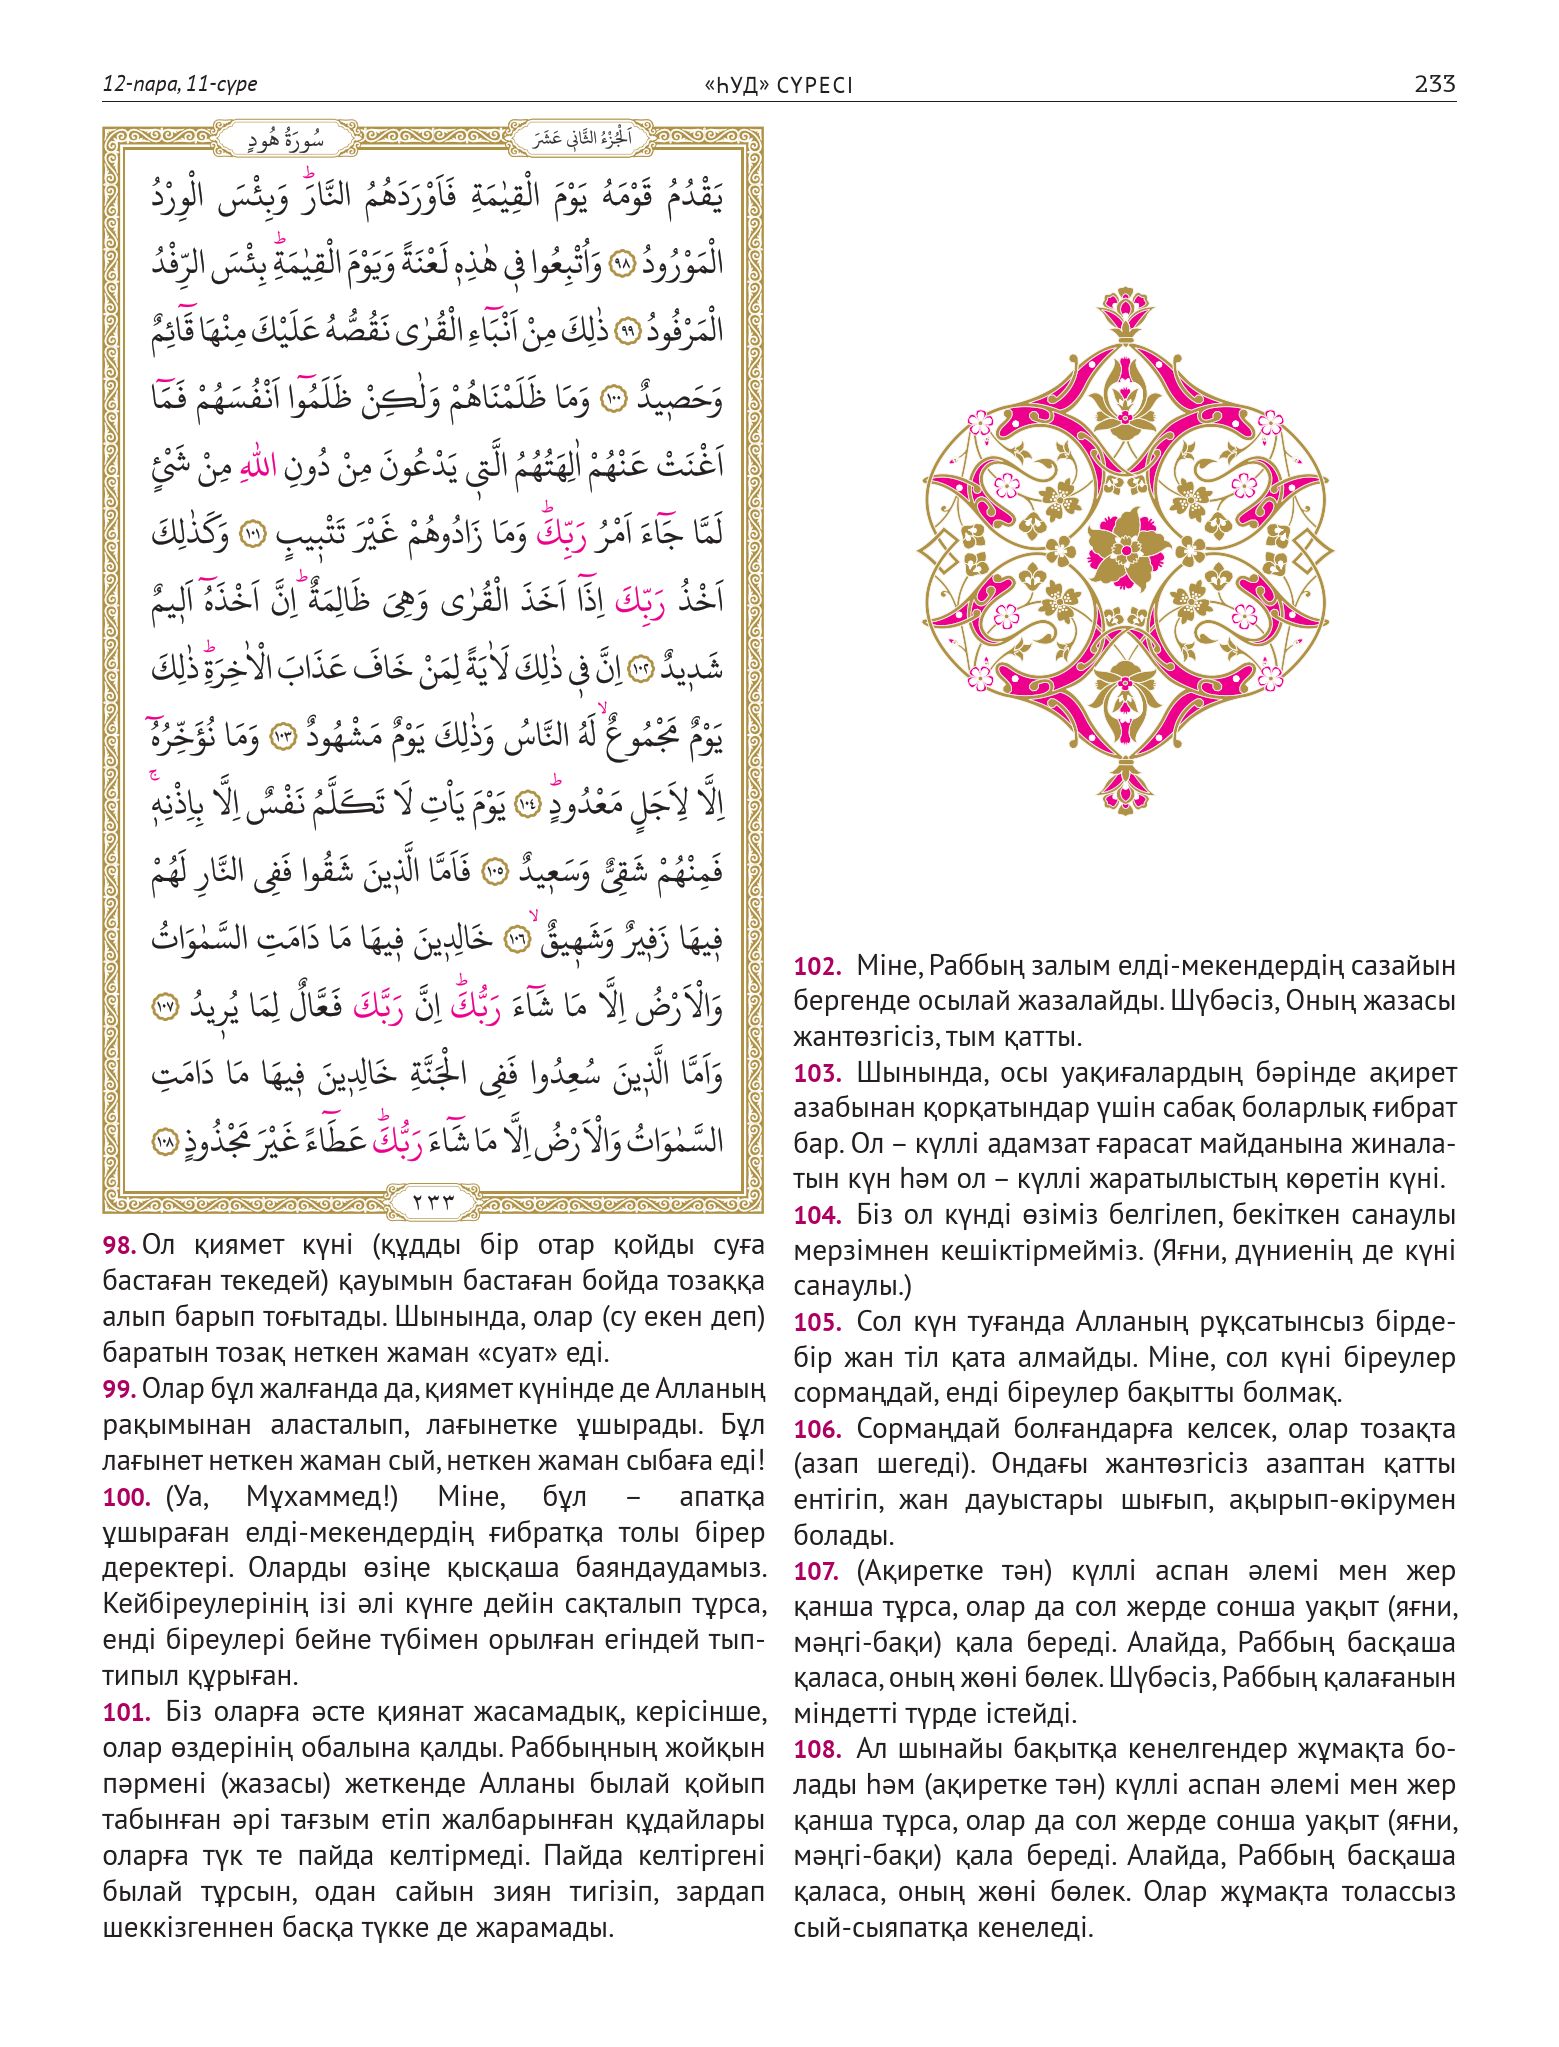 12-пара, 11-сүре
«ҺУД» СҮРЕСІ
233
سُورَةُ هُودٍ
اَلْجُزْءُ الثَّانٖي عَشَرَ
يَقْدُمُ قَوْمَهُ يَوْمَ الْقِيٰمَةِ فَاَوْرَدَهُمُ النَّارَؕ وَبِئْسَ الْوِرْدُ
الْمَوْرُودُ ﴿٩٨﴾ وَاُتْبِعُوا فٖي هٰذِهٖ لَعْنَةً وَيَوْمَ الْقِيٰمَةِؕ بِئْسَ الرِّفْدُ
الْمَرْفُودُ ﴿٩٩﴾ ذٰلِكَ مِنْ اَنْبَٓاءِ الْقُرٰى نَقُصُّهُ عَلَيْكَ مِنْهَا قَٓائِمٌ
وَحَصٖيدٌ ﴿١٠٠﴾ وَمَا ظَلَمْنَاهُمْ وَلٰكِنْ ظَلَمُٓوا اَنْفُسَهُمْ فَمَٓا
اَغْنَتْ عَنْهُمْ اٰلِهَتُهُمُ الَّتٖي يَدْعُونَ مِنْ دُونِ اللّٰهِ مِنْ شَيْءٍ
لَمَّا جَٓاءَ اَمْرُ رَبِّكَؕ وَمَا زَادُوهُمْ غَيْرَ تَتْبٖيبٍ ﴿١٠١﴾ وَكَذٰلِكَ
اَخْذُ رَبِّكَ اِذَٓا اَخَذَ الْقُرٰى وَهِيَ ظَالِمَةٌؕ اِنَّ اَخْذَهُٓ اَلٖيمٌ
شَدٖيدٌ ﴿١٠٢﴾ اِنَّ فٖي ذٰلِكَ لَاٰيَةً لِمَنْ خَافَ عَذَابَ الْاٰخِرَةِؕ ذٰلِكَ
يَوْمٌ مَجْمُوعٌۙ لَهُ النَّاسُ وَذٰلِكَ يَوْمٌ مَشْهُودٌ ﴿١٠٣﴾ وَمَا نُؤَخِّرُهُٓ
اِلَّا لِاَجَلٍ مَعْدُودٍؕ ﴿١٠٤﴾ يَوْمَ يَاْتِ لَا تَكَلَّمُ نَفْسٌ اِلَّا بِاِذْنِهٖۚ
فَمِنْهُمْ شَقِيٌّ وَسَعٖيدٌ ﴿١٠٥﴾ فَاَمَّا الَّذٖينَ شَقُوا فَفِي النَّارِ لَهُمْ
فٖيهَا زَفٖيرٌ وَشَهٖيقٌۙ ﴿١٠٦﴾ خَالِدٖينَ فٖيهَا مَا دَامَتِ السَّمٰوَاتُ
وَالْاَرْضُ اِلَّا مَا شَٓاءَ رَبُّكَؕ اِنَّ رَبَّكَ فَعَّالٌ لِمَا يُرٖيدُ ﴿١٠٧﴾
وَاَمَّا الَّذٖينَ سُعِدُوا فَفِي الْجَنَّةِ خَالِدٖينَ فٖيهَا مَا دَامَتِ
السَّمٰوَاتُ وَالْاَرْضُ اِلَّا مَا شَٓاءَ رَبُّكَؕ عَطَٓاءً غَيْرَ مَجْذُوذٍ ﴿١٠٨﴾
٢٣٣
98. Ол қиямет күні (құдды бір отар қойды суға
бастаған текедей) қауымын бастаған бойда тозаққа
алып барып тоғытады. Шынында, олар (су екен деп)
баратын тозақ неткен жаман «суат» еді.
99. Олар бұл жалғанда да, қиямет күнінде де Алланың
рақымынан аласталып, лағынетке ұшырады. Бұл
лағынет неткен жаман сый, неткен жаман сыбаға еді!
100. (Уа, Мұхаммед!) Міне, бұл – апатқа
ұшыраған елді-мекендердің ғибратқа толы бірер
деректері. Оларды өзіңе қысқаша баяндаудамыз.
Кейбіреулерінің ізі әлі күнге дейін сақталып тұрса,
енді біреулері бейне түбімен орылған егіндей тып-
типыл құрыған.
101. Біз оларға әсте қиянат жасамадық, керісінше,
олар өздерінің обалына қалды. Раббыңның жойқын
пәрмені (жазасы) жеткенде Алланы былай қойып
табынған әрі тағзым етіп жалбарынған құдайлары
оларға түк те пайда келтірмеді. Пайда келтіргені
былай тұрсын, одан сайын зиян тигізіп, зардап
шеккізгеннен басқа түкке де жарамады.
102. Міне, Раббың залым елді-мекендердің сазайын
бергенде осылай жазалайды. Шүбәсіз, Оның жазасы
жантөзгісіз, тым қатты.
103. Шынында, осы уақиғалардың бәрінде ақирет
азабынан қорқатындар үшін сабақ боларлық ғибрат
бар. Ол – күллі адамзат ғарасат майданына жинала-
тын күн һәм ол – күллі жаратылыстың көретін күні.
104. Біз ол күнді өзіміз белгілеп, бекіткен санаулы
мерзімнен кешіктірмейміз. (Яғни, дүниенің де күні
санаулы.)
105. Сол күн туғанда Алланың рұқсатынсыз бірде-
бір жан тіл қата алмайды. Міне, сол күні біреулер
сормаңдай, енді біреулер бақытты болмақ.
106. Сормаңдай болғандарға келсек, олар тозақта
(азап шегеді). Ондағы жантөзгісіз азаптан қатты
ентігіп, жан дауыстары шығып, ақырып-өкірумен
болады.
107. (Ақиретке тән) күллі аспан әлемі мен жер
қанша тұрса, олар да сол жерде сонша уақыт (яғни,
мәңгі-бақи) қала береді. Алайда, Раббың басқаша
қаласа, оның жөні бөлек. Шүбәсіз, Раббың қалағанын
міндетті түрде істейді.
108. Ал шынайы бақытқа кенелгендер жұмақта бо-
лады һәм (ақиретке тән) күллі аспан әлемі мен жер
қанша тұрса, олар да сол жерде сонша уақыт (яғни,
мәңгі-бақи) қала береді. Алайда, Раббың басқаша
қаласа, оның жөні бөлек. Олар жұмақта толассыз
сый-сыяпатқа кенеледі.